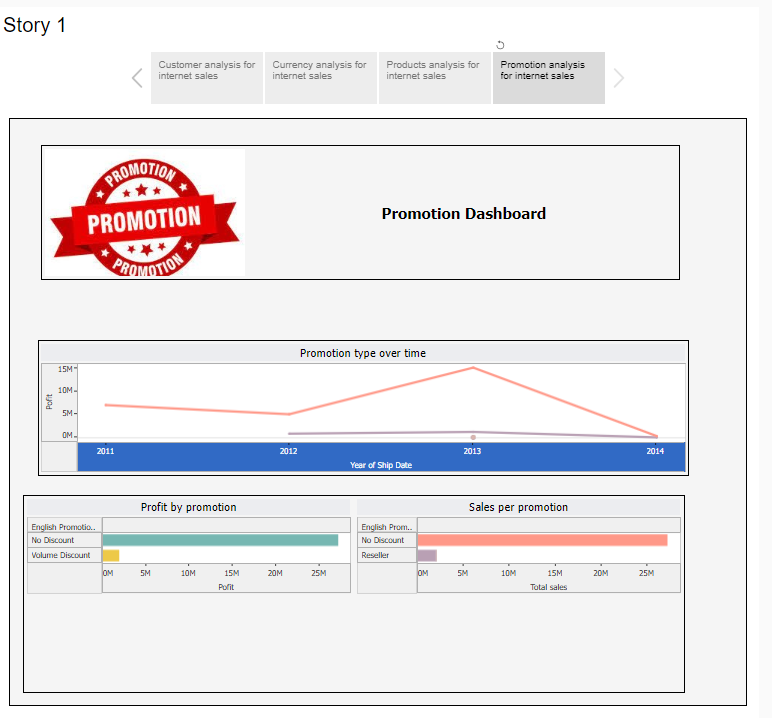 Story 1
Customer analysis for
internet sales
Currency analysis for
internet sales
Products analysis for
internet sales
Promotion analysis
for internet sales
PROMOTION
PROMOTION
PROMOTION
Promotion Dashboard
Promotion type over time
15M
10M
5M
0M
Pofit
2011 2012 2013 2014
Year of Ship Date
Profit by promotion
English Promotio..
No Discount
Volume Discount
0M 5M 10M 15M 20M 25M
Pofit
Sales per promotion
English Prom..
No Discount
Reseller
0M 5M 10M 15M 20M 25M
Total sales